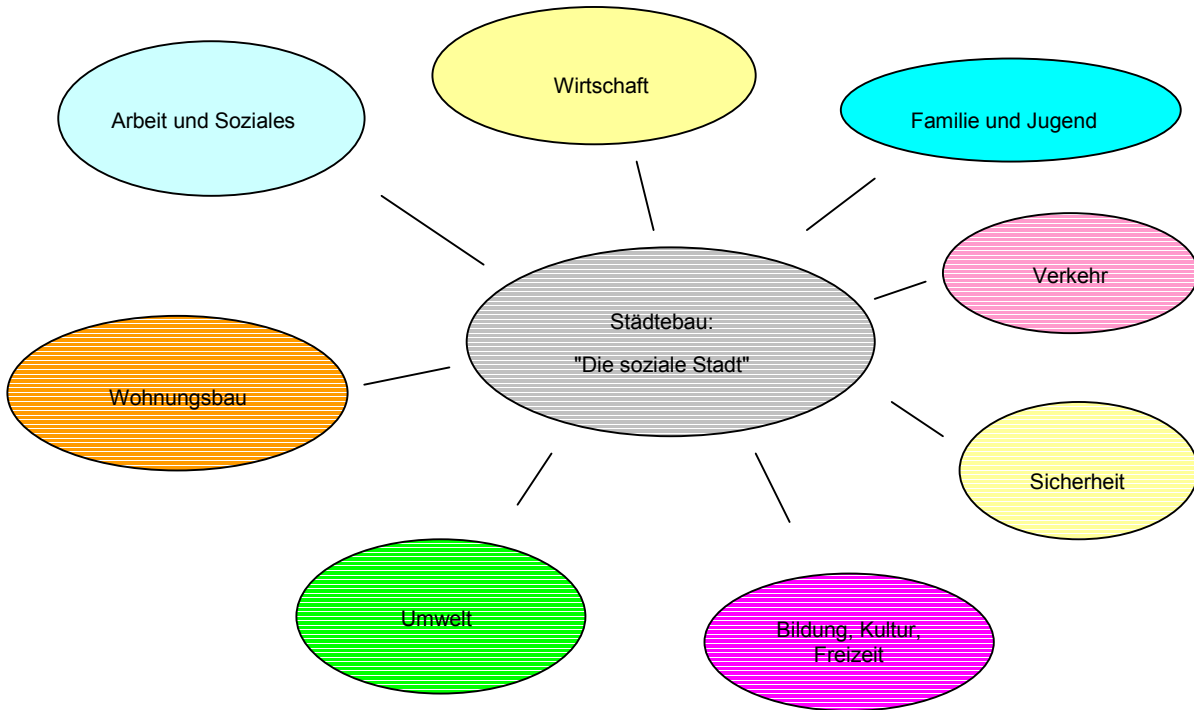 Wirtschaft
Arbeit und Soziales
Familie und Jugend
Verkehr
Städtebau:
"Die soziale Stadt"
Wohnungsbau
Sicherheit
Umwelt
Bildung, Kultur,
Freizeit